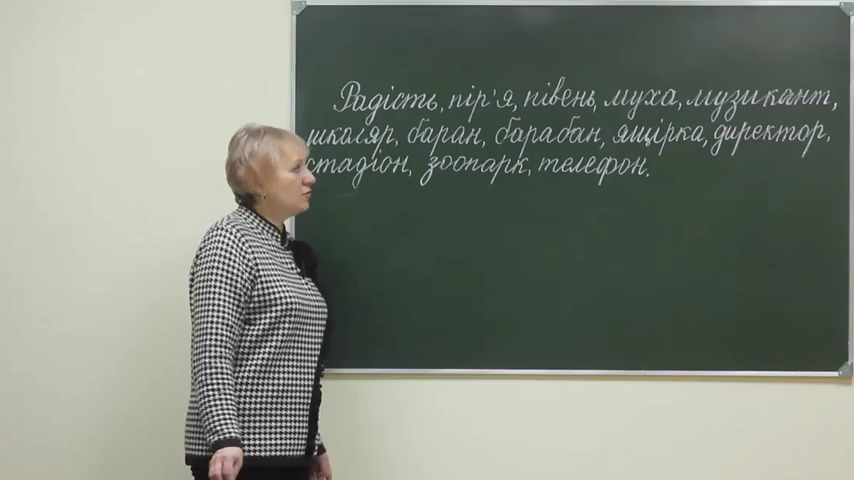 Радість, пір'я, півень, муха, музикант,
школяр, баран, барабан, ящірка, директор,
стадіон, зоопарк, телефон.